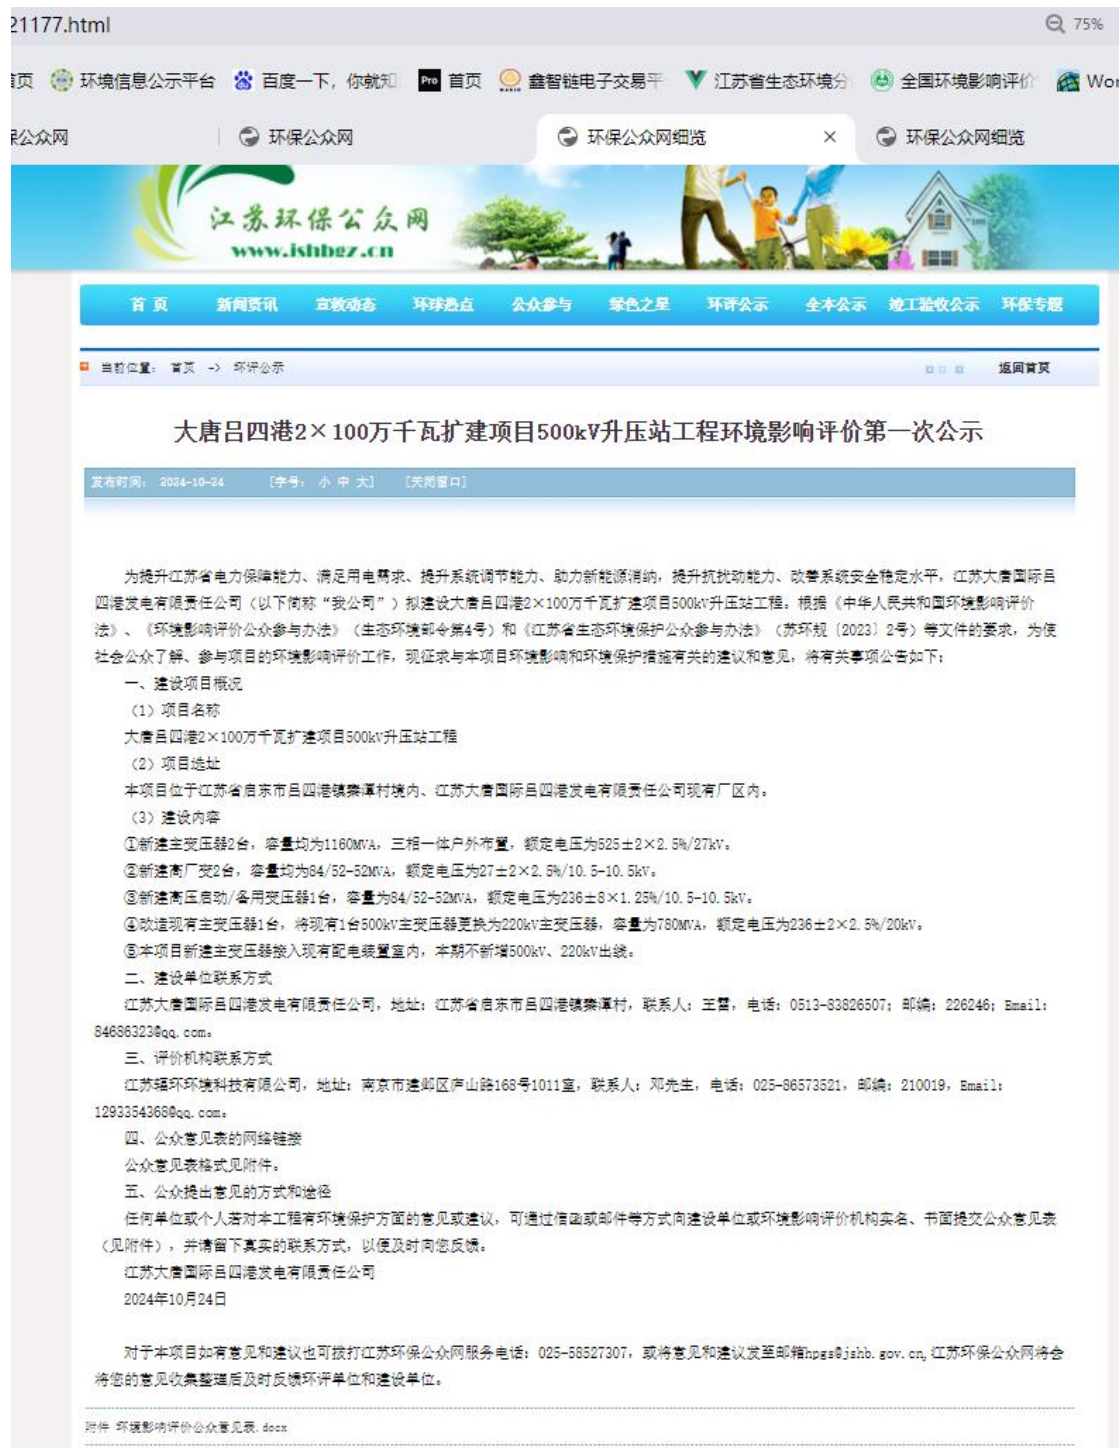 21177.html 75%
首页 环境信息公示平台 百度一下，你就知 Pro 首页 鑫智链电子交易平 江苏省生态环境分 全国环境影响评价 Wor
保公众网 环保公众网 环保公众网细览 × 环保公众网细览
江苏环保公众网
www.jshbgz.cn
首 页 新闻资讯 宣教动态 环球热点 公众参与 绿色之星 环评公示 全本公示 竣工验收公示 环保专题
当前位置： 首页 -> 环评公示 返回首页
大唐吕四港2×100万千瓦扩建项目500kV升压站工程环境影响评价第一次公示
发布时间： 2024-10-24 [字号： 小 中 大] [关闭窗口]
为提升江苏省电力保障能力、满足用电需求、提升系统调节能力、助力新能源消纳，提升抗扰动能力、改善系统安全稳定水平，江苏大唐国际吕
四港发电有限责任公司（以下简称“我公司”）拟建设大唐吕四港2×100万千瓦扩建项目500kV升压站工程。根据《中华人民共和国环境影响评价
法》、《环境影响评价公众参与办法》（生态环境部令第4号）和《江苏省生态环境保护公众参与办法》（苏环规〔2023〕2号）等文件的要求，为使
社会公众了解、参与项目的环境影响评价工作，现征求与本项目环境影响和环境保护措施有关的建议和意见，将有关事项公告如下：
一、建设项目概况
（1）项目名称
大唐吕四港2×100万千瓦扩建项目500kV升压站工程
（2）项目选址
本项目位于江苏省启东市吕四港镇秦潭村境内、江苏大唐国际吕四港发电有限责任公司现有厂区内。
（3）建设内容
①新建主变压器2台，容量均为1160MVA，三相一体户外布置，额定电压为525±2×2.5%/27kV。
②新建高厂变2台，容量均为84/52-52MVA，额定电压为27±2×2.5%/10.5-10.5kV。
③新建高压启动/备用变压器1台，容量为84/52-52MVA，额定电压为236±8×1.25%/10.5-10.5kV。
④改造现有主变压器1台，将现有1台500kV主变压器更换为220kV主变压器，容量为780MVA，额定电压为236±2×2.5%/20kV。
⑤本项目新建主变压器接入现有配电装置室内，本期不新增500kV、220kV出线。
二、建设单位联系方式
江苏大唐国际吕四港发电有限责任公司，地址：江苏省启东市吕四港镇秦潭村，联系人：王雷，电话：0513-83826507；邮编：226246；Email：
84686323@qq.com。
三、评价机构联系方式
江苏辐环环境科技有限公司，地址：南京市建邺区庐山路168号1011室，联系人：邓先生，电话：025-86573521，邮编：210019，Email：
1293354368@qq.com。
四、公众意见表的网络链接
公众意见表格式见附件。
五、公众提出意见的方式和途径
任何单位或个人若对本工程有环境保护方面的意见或建议，可通过信函或邮件等方式向建设单位或环境影响评价机构实名、书面提交公众意见表
（见附件），并请留下真实的联系方式，以便及时向您反馈。
江苏大唐国际吕四港发电有限责任公司
2024年10月24日
对于本项目如有意见和建议也可拨打江苏环保公众网服务电话：025-58527307，或将意见和建议发至邮箱hpgs@jshb.gov.cn,江苏环保公众网将会
将您的意见收集整理后及时反馈环评单位和建设单位。
附件 环境影响评价公众意见表.docx